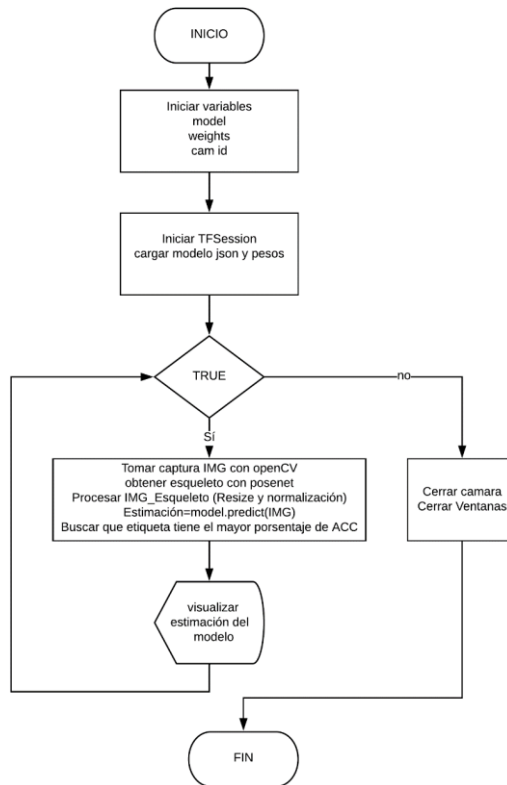 INICIO
Iniciar variables
model
weights
cam id
Iniciar TFSession
cargar modelo json y pesos
TRUE
no
Sí
Tomar captura IMG con openCV
obtener esqueleto con posenet
Procesar IMG_Esqueleto (Resize y normalización)
Estimación=model.predict(IMG)
Buscar que etiqueta tiene el mayor porsentaje de ACC
Cerrar camara
Cerrar Ventanas
visualizar
estimación del
modelo
FIN